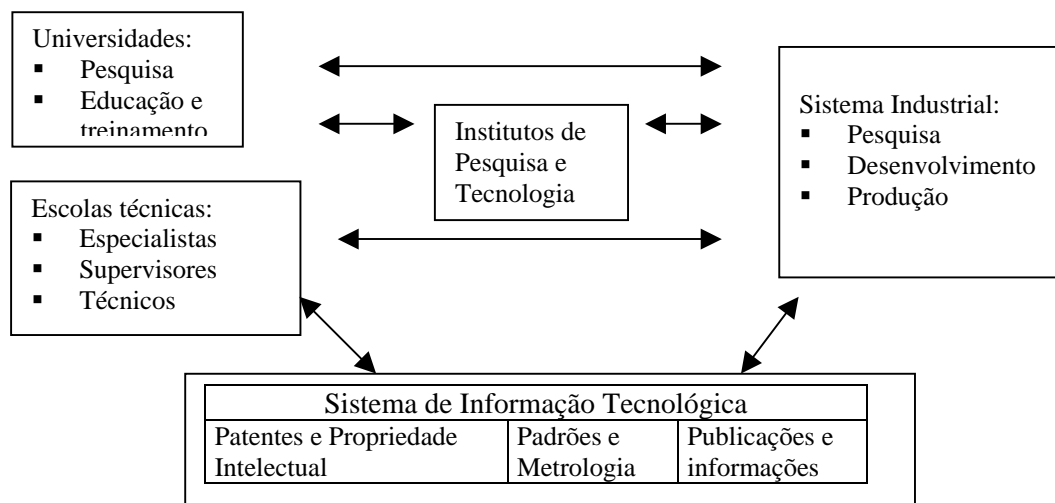 Universidades:
▪ Pesquisa
▪ Educação e
treinamento
Institutos de
Pesquisa e
Tecnologia
Sistema Industrial:
▪ Pesquisa
▪ Desenvolvimento
▪ Produção
Escolas técnicas:
▪ Especialistas
▪ Supervisores
▪ Técnicos
Sistema de Informação Tecnológica
Patentes e Propriedade
Intelectual
Padrões e
Metrologia
Publicações e
informações